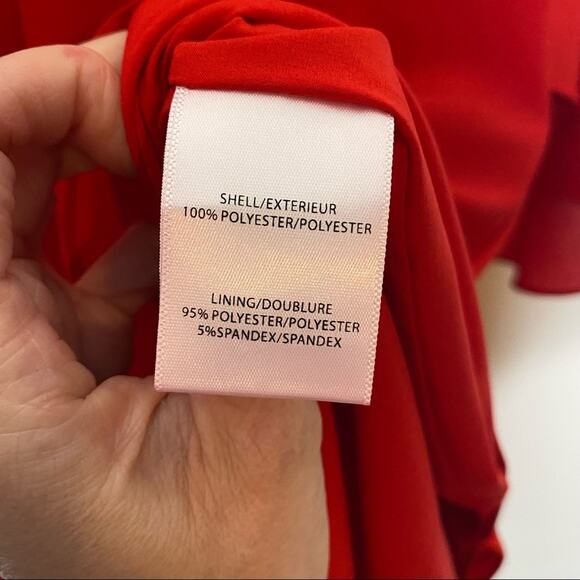 SHELL/EXTERIEUR
100% POLYESTER/POLYESTER
LINING/DOUBLURE
95% POLYESTER/POLYESTER
5%SPANDEX/SPANDEX